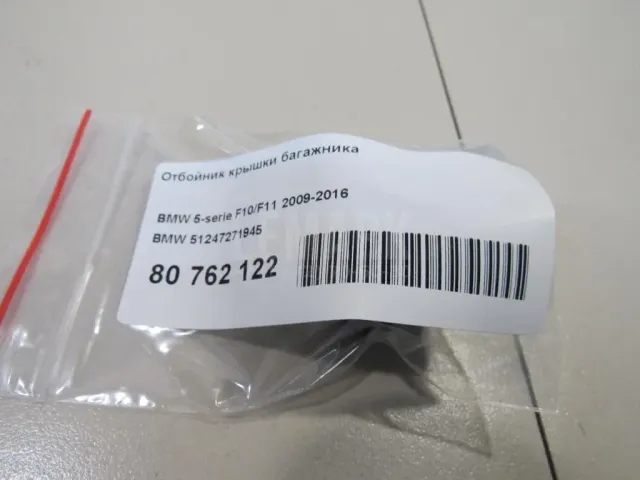 Отбойник крышки багажника
BMW 5-serie F10/F11 2009-2016
BMW 51247271945
80 762 122